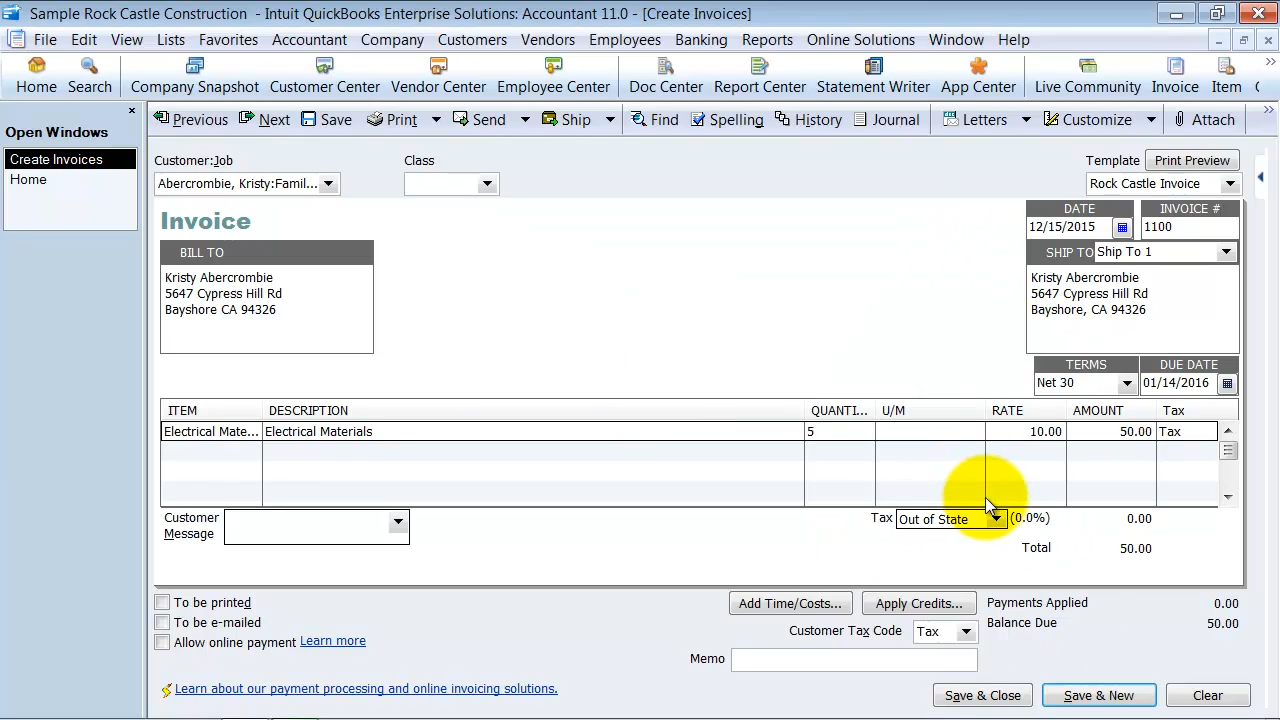 Sample Rock Castle Construction - Intuit QuickBooks Enterprise Solutions: Accountant 11.0 - [Create Invoices]
File Edit View Lists Favorites Accountant Company Customers Vendors Employees Banking Reports Online Solutions Window Help
Home Search Company Snapshot Customer Center Vendor Center Employee Center Doc Center Report Center Statement Writer App Center Live Community Invoice Item
Open Windows
Create Invoices
Home
Previous Next Save Print Send Ship Find Spelling History Journal Letters Customize Attach
Customer:Job Class Template Print Preview
Abercrombie, Kristy:Famil... Rock Castle Invoice
Invoice
DATE INVOICE #
12/15/2015 1100
BILL TO
SHIP TO Ship To 1
Kristy Abercrombie
5647 Cypress Hill Rd
Bayshore CA 94326
Kristy Abercrombie
5647 Cypress Hill Rd
Bayshore, CA 94326
TERMS DUE DATE
Net 30 01/14/2016
ITEM DESCRIPTION QUANTI... U/M RATE AMOUNT Tax
Electrical Mate... Electrical Materials 5 10.00 50.00 Tax
Customer
Message
Tax Out of State (0.0%) 0.00
Total 50.00
To be printed
To be e-mailed
Allow online payment Learn more
Add Time/Costs... Apply Credits... Payments Applied 0.00
Customer Tax Code Tax Balance Due 50.00
Memo
Learn about our payment processing and online invoicing solutions.
Save & Close Save & New Clear